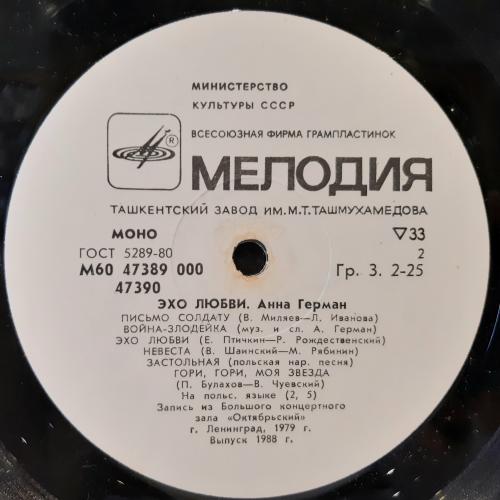 МИНИСТЕРСТВО
КУЛЬТУРЫ СССР
ВСЕСОЮЗНАЯ ФИРМА ГРАМПЛАСТИНОК
®
МЕЛОДИЯ
ТАШКЕНТСКИЙ ЗАВОД ИМ.М.Т.ТАШМУХАМЕДОВА
МОНО ▽33
ГОСТ 5289-80 2
М60 47389 000 Гр. 3. 2-25
47390
ЭХО ЛЮБВИ. Анна Герман
ПИСЬМО СОЛДАТУ (В. Миляев—Л. Иванова)
ВОЙНА-ЗЛОДЕЙКА (муз. и сл. А. Герман)
ЭХО ЛЮБВИ (Е. Птичкин—Р. Рождественский)
НЕВЕСТА (В. Шаинский—М. Рябинин)
ЗАСТОЛЬНАЯ (польская нар. песня)
ГОРИ, ГОРИ, МОЯ ЗВЕЗДА
(П. Булахов—В. Чуевский)
На польс. языке (2, 5)
Запись из Большого концертного
зала «Октябрьский»
г. Ленинград, 1979 г.
Выпуск 1988 г.